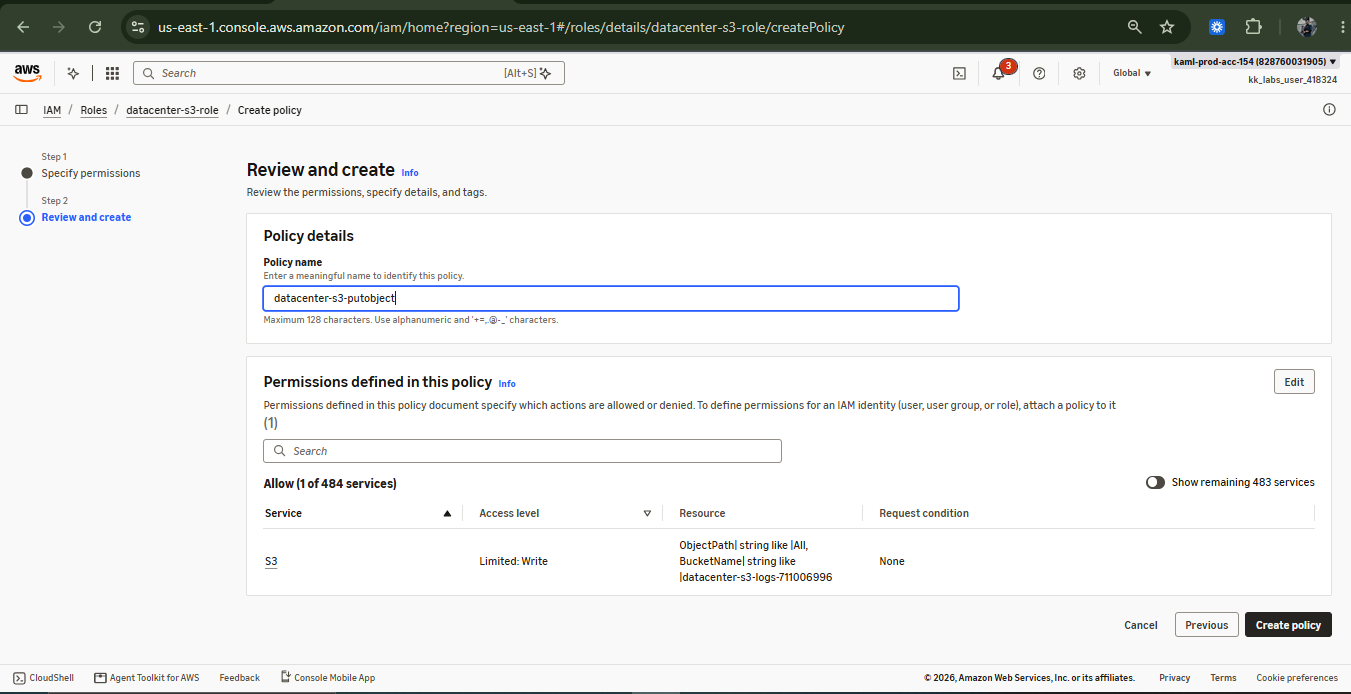 us-east-1.console.aws.amazon.com/iam/home?region=us-east-1#/roles/details/datacenter-s3-role/createPolicy
aws
Search
[Alt+S]
3
Global
kaml-prod-acc-154 (828760031905)
kk_labs_user_418324
IAM / Roles / datacenter-s3-role / Create policy
Step 1
Specify permissions
Step 2
Review and create
Review and create Info
Review the permissions, specify details, and tags.
Policy details
Policy name
Enter a meaningful name to identify this policy.
datacenter-s3-putobject
Maximum 128 characters. Use alphanumeric and '+=,.@-_' characters.
Permissions defined in this policy Info
Edit
Permissions defined in this policy document specify which actions are allowed or denied. To define permissions for an IAM identity (user, user group, or role), attach a policy to it
(1)
Search
Allow (1 of 484 services)
Show remaining 483 services
Service Access level Resource Request condition
S3
Limited: Write
ObjectPath| string like |All,
BucketName| string like
|datacenter-s3-logs-711006996
None
Cancel Previous Create policy
CloudShell Agent Toolkit for AWS Feedback Console Mobile App
© 2026, Amazon Web Services, Inc. or its affiliates. Privacy Terms Cookie preferences